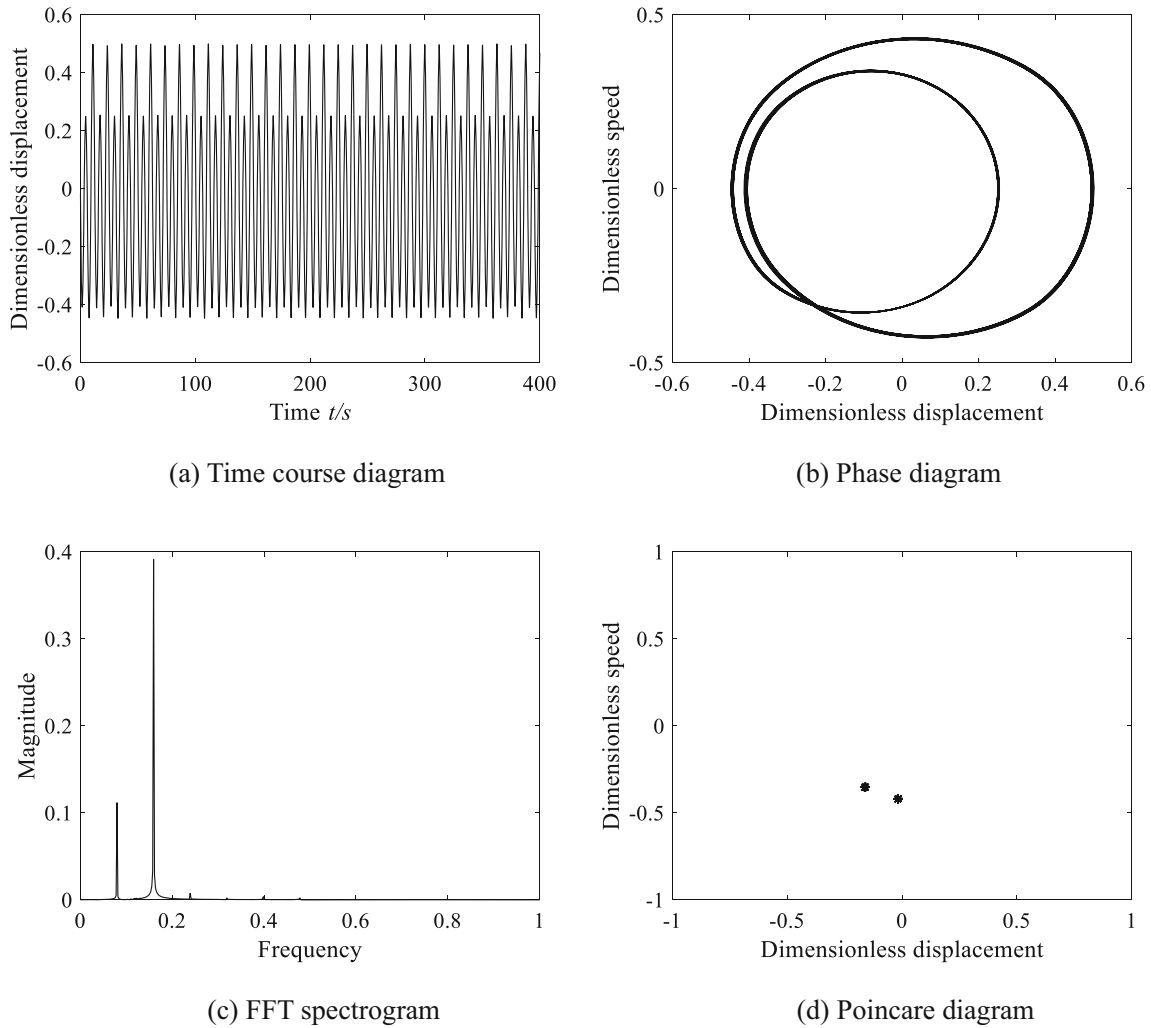 0.6
0.4
0.2
0
-0.2
-0.4
-0.6
0 100 200 300 400
Dimensionless displacement
Time t/s
(a) Time course diagram
0.5
0
-0.5
-0.6 -0.4 -0.2 0 0.2 0.4 0.6
Dimensionless speed
Dimensionless displacement
(b) Phase diagram
0.4
0.3
0.2
0.1
0
0 0.2 0.4 0.6 0.8 1
Magnitude
Frequency
(c) FFT spectrogram
1
0.5
0
-0.5
-1
-1 -0.5 0 0.5 1
Dimensionless speed
Dimensionless displacement
(d) Poincare diagram